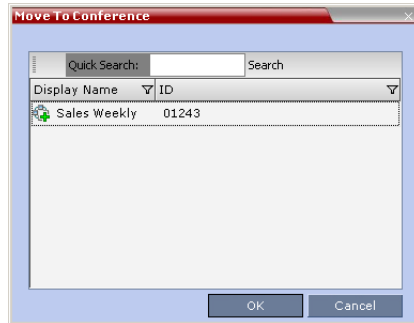 Move To Conference
Quick Search: Search
Display Name ID
Sales Weekly 01243
OK Cancel